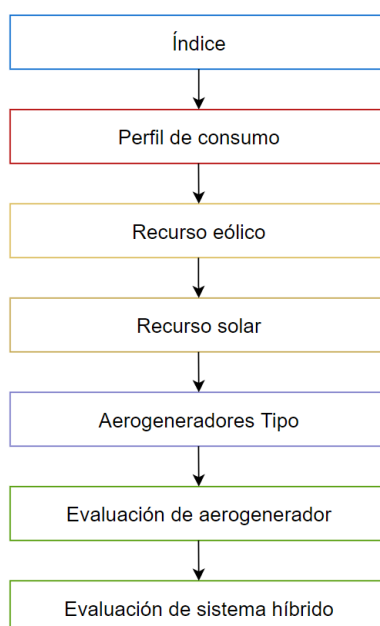 Índice
Perfil de consumo
Recurso eólico
Recurso solar
Aerogeneradores Tipo
Evaluación de aerogenerador
Evaluación de sistema híbrido